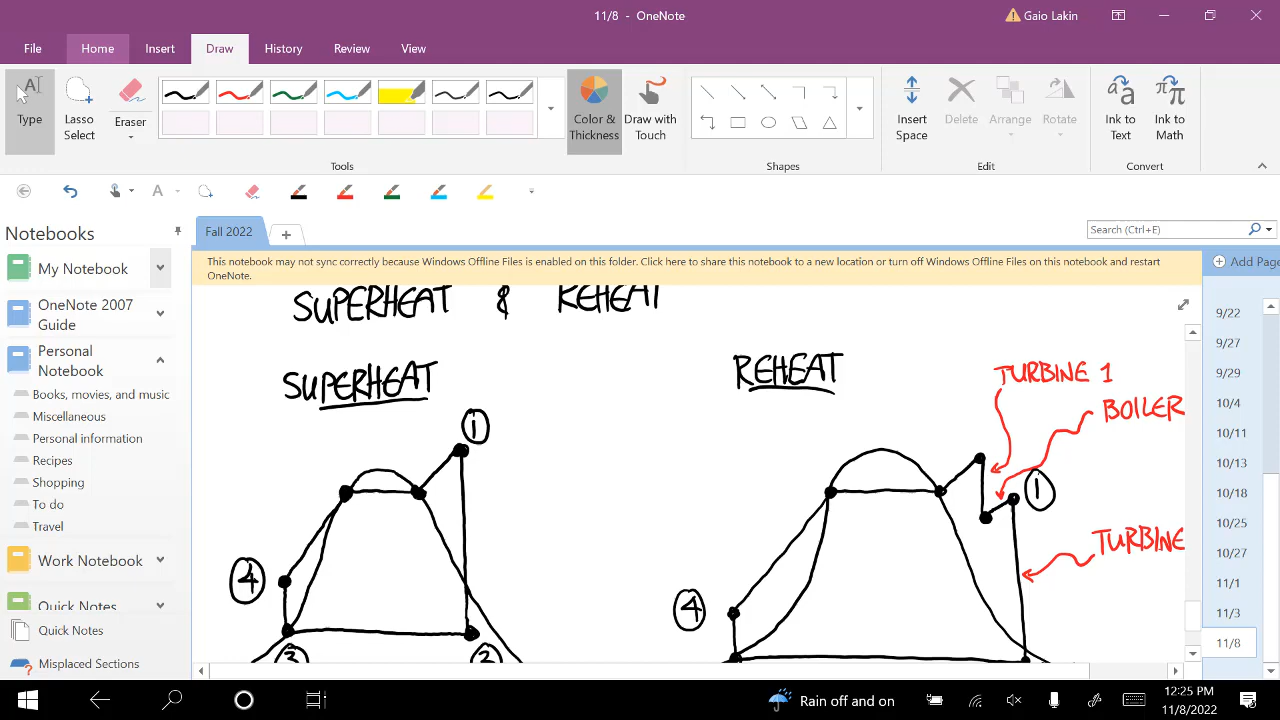 11/8 - OneNote
Gaio Lakin
File
Home
Insert
Draw
History
Review
View
Type
Lasso
Select
Eraser
Color &
Thickness
Draw with
Touch
Insert
Space
Delete
Arrange
Rotate
Ink to
Text
Ink to
Math
Tools
Shapes
Edit
Convert
Notebooks
Fall 2022
Search (Ctrl+E)
This notebook may not sync correctly because Windows Offline Files is enabled on this folder. Click here to share this notebook to a new location or turn off Windows Offline Files on this notebook and restart
OneNote.
Add Page
My Notebook
OneNote 2007
Guide
Personal
Notebook
Books, movies, and music
Miscellaneous
Personal information
Recipes
Shopping
To do
Travel
Work Notebook
Quick Notes
Quick Notes
Misplaced Sections
SUPERHEAT & REHEAT
SUPERHEAT
1
4
3
2
REHEAT
TURBINE 1
BOILER
1
TURBINE
4
9/22
9/27
9/29
10/4
10/11
10/13
10/18
10/25
10/27
11/1
11/3
11/8
Rain off and on
12:25 PM
11/8/2022